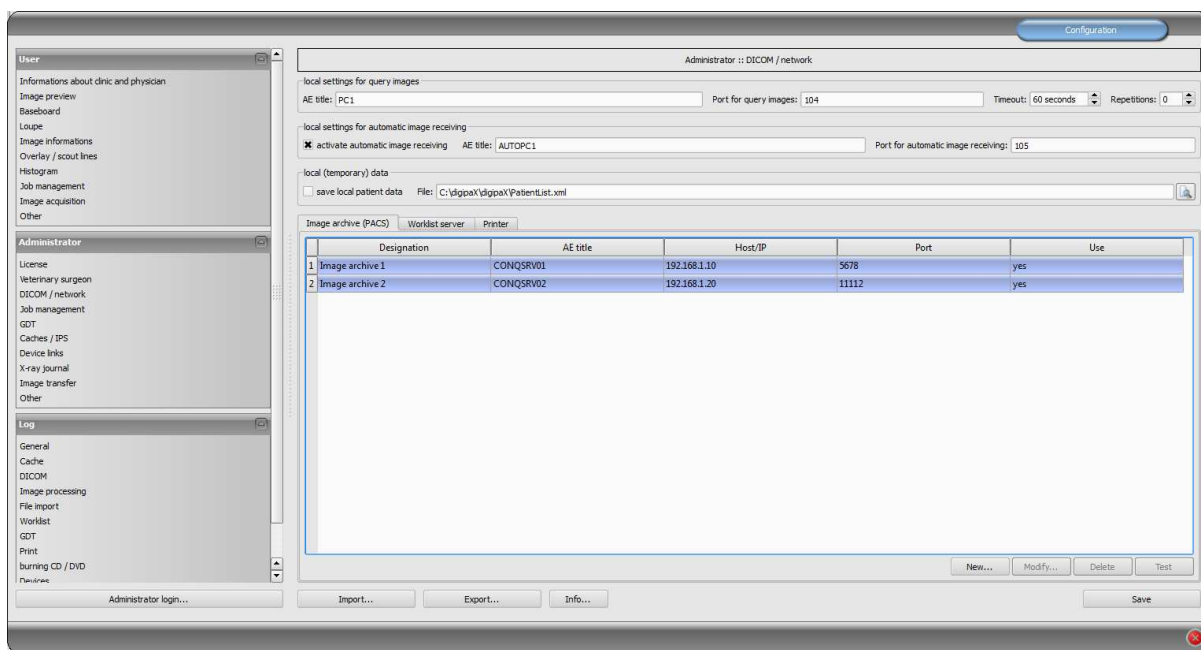 Configuration
User
Informations about clinic and physician
Image preview
Baseboard
Loupe
Image informations
Overlay / scout lines
Histogram
Job management
Image acquisition
Other
Administrator
License
Veterinary surgeon
DICOM / network
Job management
GDT
Caches / IPS
Device links
X-ray journal
Image transfer
Other
Log
General
Cache
DICOM
Image processing
File import
Worklist
GDT
Print
burning CD / DVD
Devices
Administrator login...
Administrator :: DICOM / network
local settings for query images
AE title: PC1 Port for query images: 104 Timeout: 60 seconds Repetitions: 0
local settings for automatic image receiving
activate automatic image receiving AE title: AUTOPC1 Port for automatic image receiving: 105
local (temporary) data
save local patient data File: C:\digipaX\digipaX\PatientList.xml
Image archive (PACS) Worklist server Printer
Designation AE title Host/IP Port Use
1 Image archive 1 CONQSRV01 192.168.1.10 5678 yes
2 Image archive 2 CONQSRV02 192.168.1.20 11112 yes
New... Modify... Delete Test
Import... Export... Info... Save